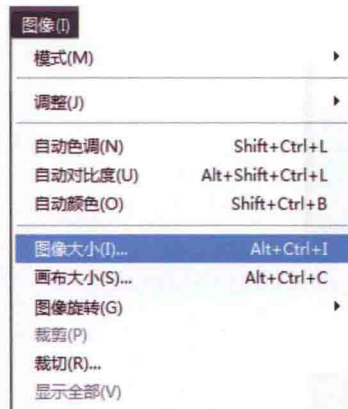 图像(I)
模式(M)
调整(J)
自动色调(N) Shift+Ctrl+L
自动对比度(U) Alt+Shift+Ctrl+L
自动颜色(O) Shift+Ctrl+B
图像大小(I)... Alt+Ctrl+I
画布大小(S)... Alt+Ctrl+C
图像旋转(G)
裁剪(P)
裁切(R)...
显示全部(V)